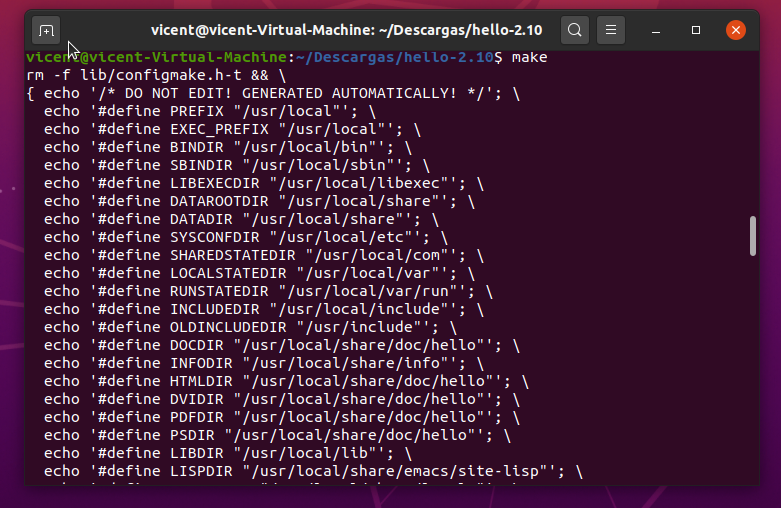 vicent@vicent-Virtual-Machine: ~/Descargas/hello-2.10
vicent@vicent-Virtual-Machine:~/Descargas/hello-2.10$ make
rm -f lib/configmake.h-t && \
{ echo '/* DO NOT EDIT! GENERATED AUTOMATICALLY! */'; \
  echo '#define PREFIX "/usr/local"'; \
  echo '#define EXEC_PREFIX "/usr/local"'; \
  echo '#define BINDIR "/usr/local/bin"'; \
  echo '#define SBINDIR "/usr/local/sbin"'; \
  echo '#define LIBEXECDIR "/usr/local/libexec"'; \
  echo '#define DATAROOTDIR "/usr/local/share"'; \
  echo '#define DATADIR "/usr/local/share"'; \
  echo '#define SYSCONFDIR "/usr/local/etc"'; \
  echo '#define SHAREDSTATEDIR "/usr/local/com"'; \
  echo '#define LOCALSTATEDIR "/usr/local/var"'; \
  echo '#define RUNSTATEDIR "/usr/local/var/run"'; \
  echo '#define INCLUDEDIR "/usr/local/include"'; \
  echo '#define OLDINCLUDEDIR "/usr/include"'; \
  echo '#define DOCDIR "/usr/local/share/doc/hello"'; \
  echo '#define INFODIR "/usr/local/share/info"'; \
  echo '#define HTMLDIR "/usr/local/share/doc/hello"'; \
  echo '#define DVIDIR "/usr/local/share/doc/hello"'; \
  echo '#define PDFDIR "/usr/local/share/doc/hello"'; \
  echo '#define PSDIR "/usr/local/share/doc/hello"'; \
  echo '#define LIBDIR "/usr/local/lib"'; \
  echo '#define LISPDIR "/usr/local/share/emacs/site-lisp"'; \